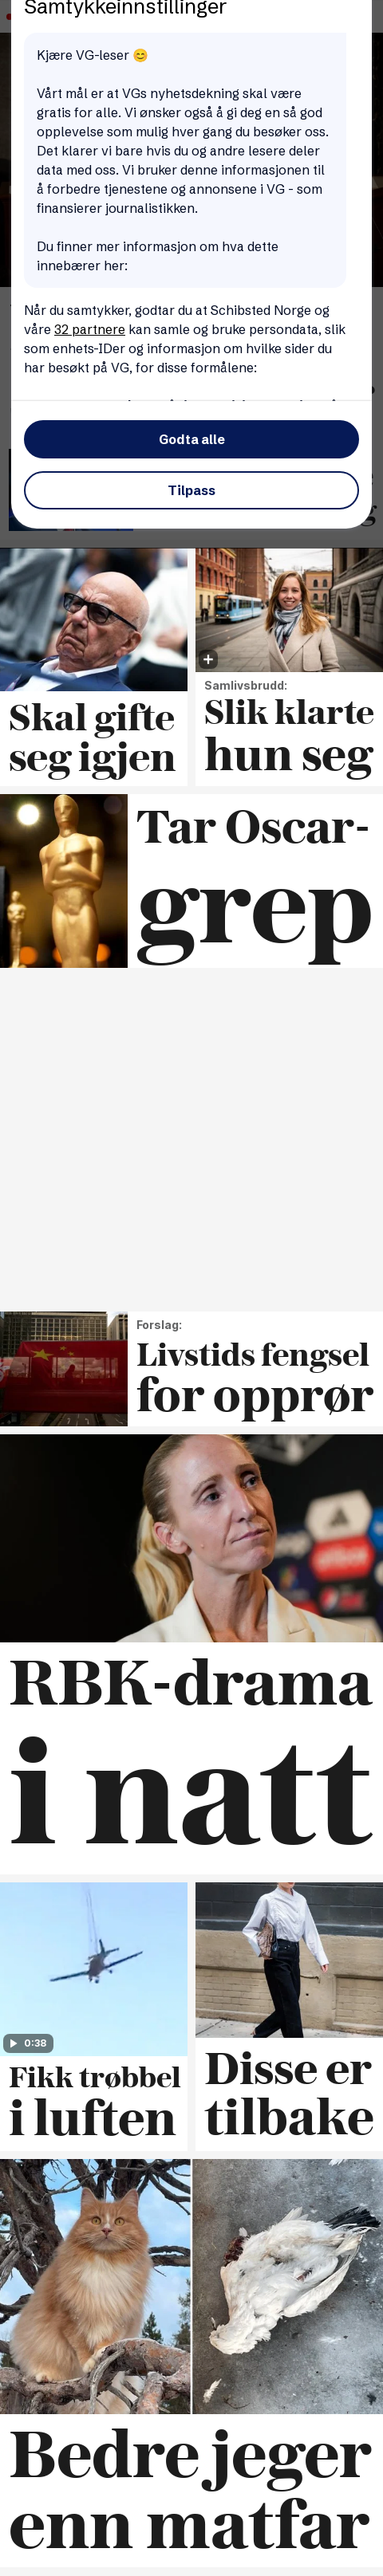 Samtykkeinnstillinger
Kjære VG-leser 😊
Vårt mål er at VGs nyhetsdekning skal være
gratis for alle. Vi ønsker også å gi deg en så god
opplevelse som mulig hver gang du besøker oss.
Det klarer vi bare hvis du og andre lesere deler
data med oss. Vi bruker denne informasjonen til
å forbedre tjenestene og annonsene i VG - som
finansierer journalistikken.
Du finner mer informasjon om hva dette
innebærer her:
Når du samtykker, godtar du at Schibsted Norge og
våre 32 partnere kan samle og bruke persondata, slik
som enhets-IDer og informasjon om hvilke sider du
har besøkt på VG, for disse formålene:
Godta alle
Tilpass
Skal gifte
seg igjen
Samlivsbrudd:
Slik klarte
hun seg
Tar Oscar-
grep
Forslag:
Livstids fengsel
for opprør
RBK-drama
i natt
0:38
Fikk trøbbel
i luften
Disse er
tilbake
Bedre jeger
enn matfar